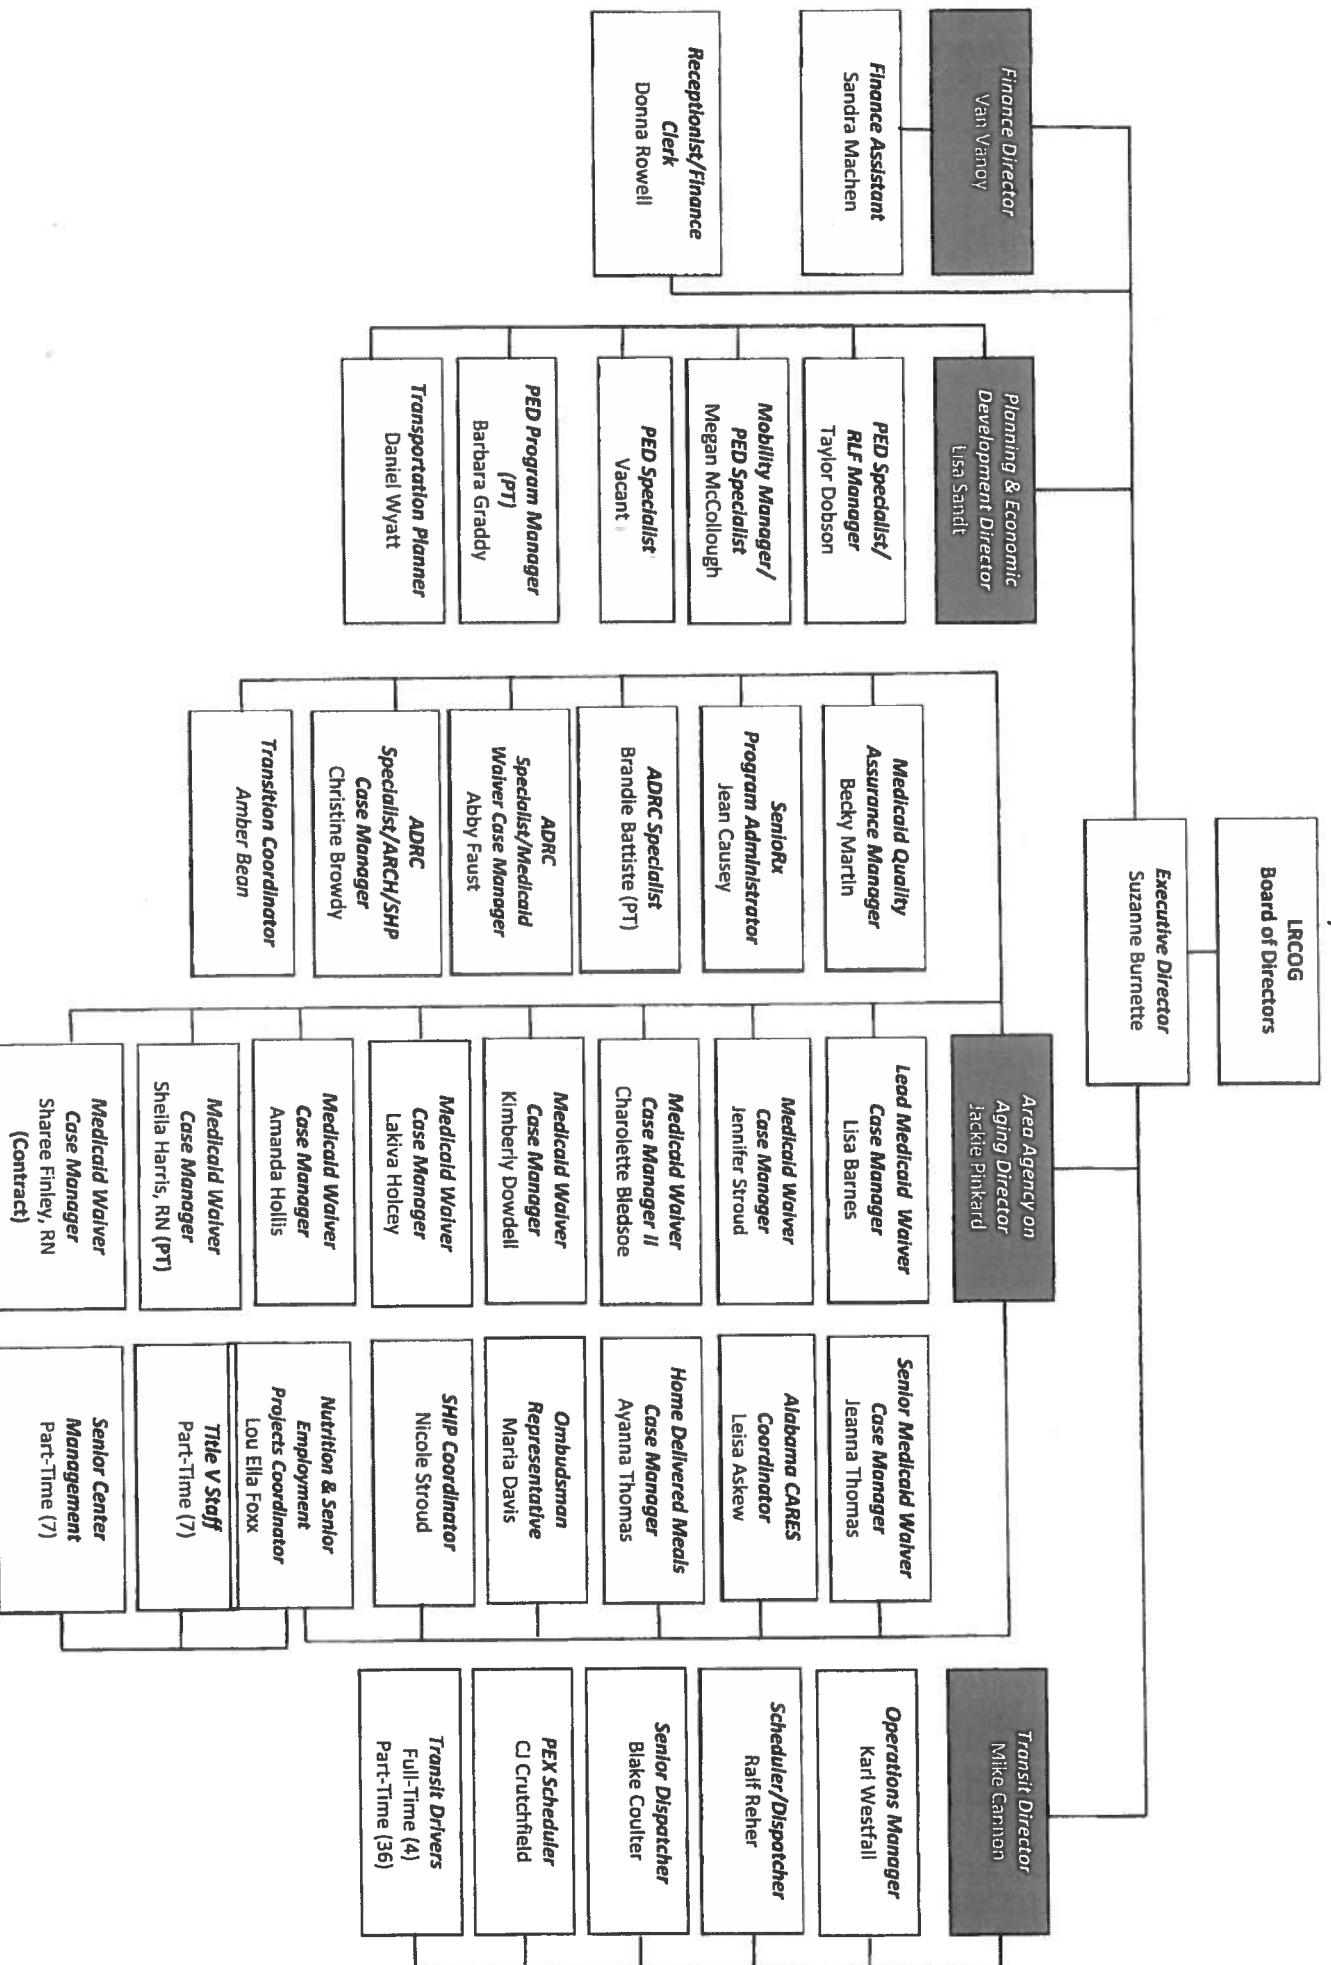 LRCOG
Board of Directors
Executive Director
Suzanne Burnette
Finance Director
Van Vanoy
Finance Assistant
Sandra Machen
Receptionist/Finance
Clerk
Donna Rowell
Planning & Economic
Development Director
Lisa Sandt
PED Specialist/
RLF Manager
Taylor Dobson
Mobility Manager/
PED Specialist
Megan McCollough
PED Specialist
Vacant
PED Program Manager
(PT)
Barbara Graddy
Transportation Planner
Daniel Wyatt
Area Agency on
Aging Director
Jackie Pinkard
Medicaid Quality
Assurance Manager
Becky Martin
SenioRx
Program Administrator
Jean Causey
ADRC Specialist
Brandie Battiste (PT)
ADRC
Specialist/Medicaid
Waiver Case Manager
Abby Faust
ADRC
Specialist/ARCH/SHP
Case Manager
Christine Browdy
Transition Coordinator
Amber Bean
Lead Medicaid Waiver
Case Manager
Lisa Barnes
Medicaid Waiver
Case Manager
Jennifer Stroud
Medicaid Waiver
Case Manager II
Charolette Bledsoe
Medicaid Waiver
Case Manager
Kimberly Dowdell
Medicaid Waiver
Case Manager
Lakiva Holcey
Medicaid Waiver
Case Manager
Amanda Hollis
Medicaid Waiver
Case Manager
Sheila Harris, RN (PT)
Medicaid Waiver
Case Manager
Sharee Finley, RN
(Contract)
Senior Medicaid Waiver
Case Manager
Jeanna Thomas
Alabama CARES
Coordinator
Leisa Askew
Home Delivered Meals
Case Manager
Ayanna Thomas
Ombudsman
Representative
Maria Davis
SHIP Coordinator
Nicole Stroud
Nutrition & Senior
Employment
Projects Coordinator
Lou Ella Foxx
Title V Staff
Part-Time (7)
Senior Center
Management
Part-Time (7)
Transit Director
Mike Cannon
Operations Manager
Karl Westfall
Scheduler/Dispatcher
Ralf Reher
Senior Dispatcher
Blake Coulter
PEX Scheduler
CJ Crutchfield
Transit Drivers
Full-Time (4)
Part-Time (36)